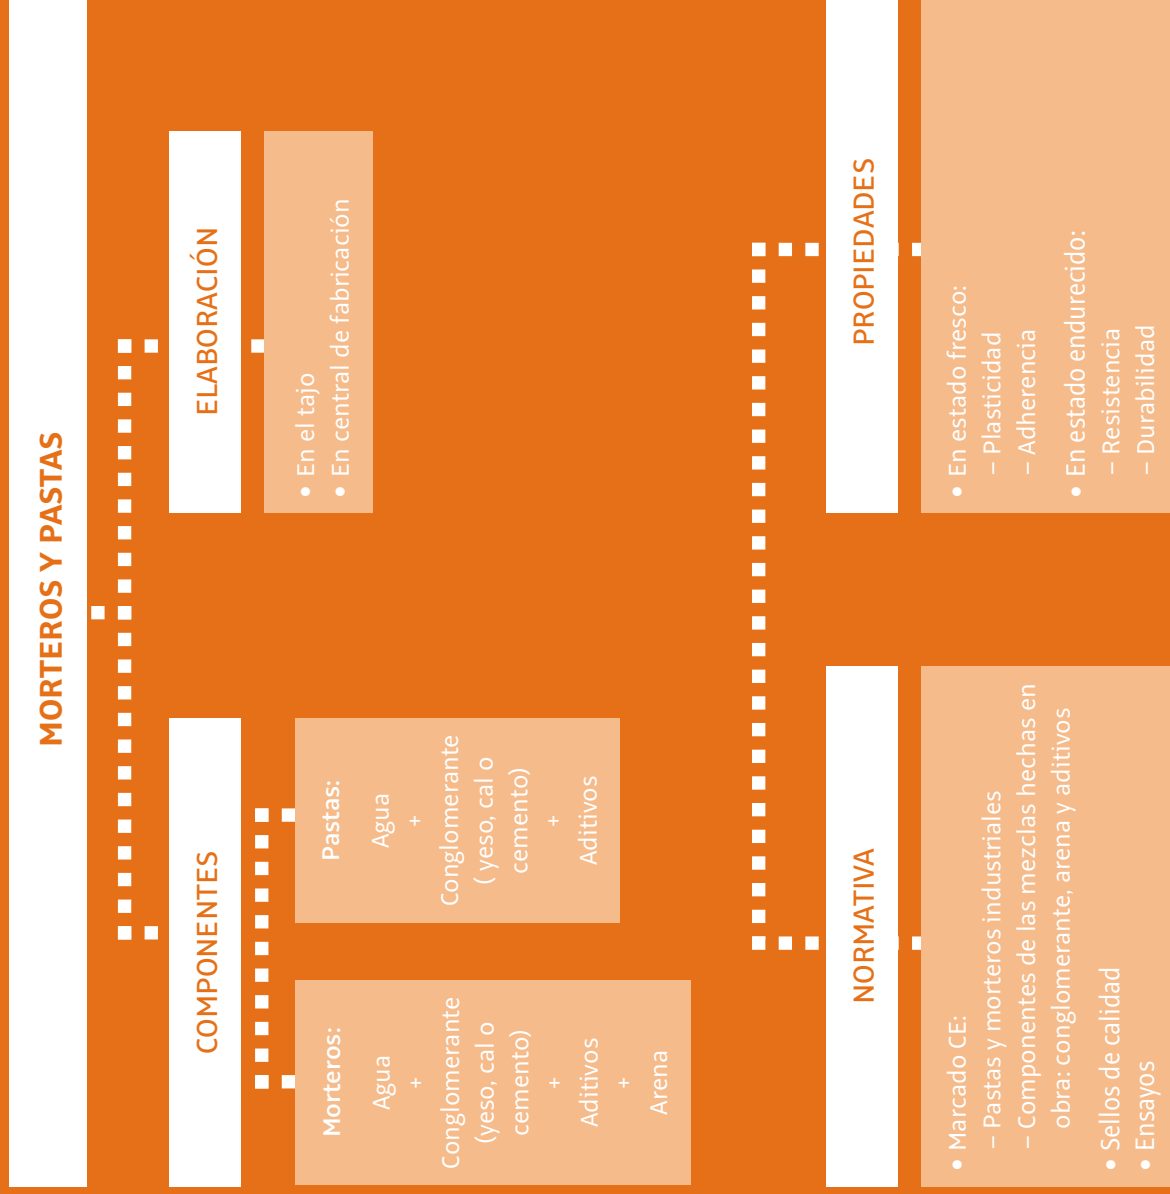 MORTEROS Y PASTAS
COMPONENTES
Morteros:
Agua
+
Conglomerante
(yeso, cal o
cemento)
+
Aditivos
+
Arena
Pastas:
Agua
+
Conglomerante
( yeso, cal o
cemento)
+
Aditivos
ELABORACIÓN
• En el tajo
• En central de fabricación
NORMATIVA
• Marcado CE:
– Pastas y morteros industriales
– Componentes de las mezclas hechas en
obra: conglomerante, arena y aditivos
• Sellos de calidad
• Ensayos
PROPIEDADES
• En estado fresco:
– Plasticidad
– Adherencia
• En estado endurecido:
– Resistencia
– Durabilidad